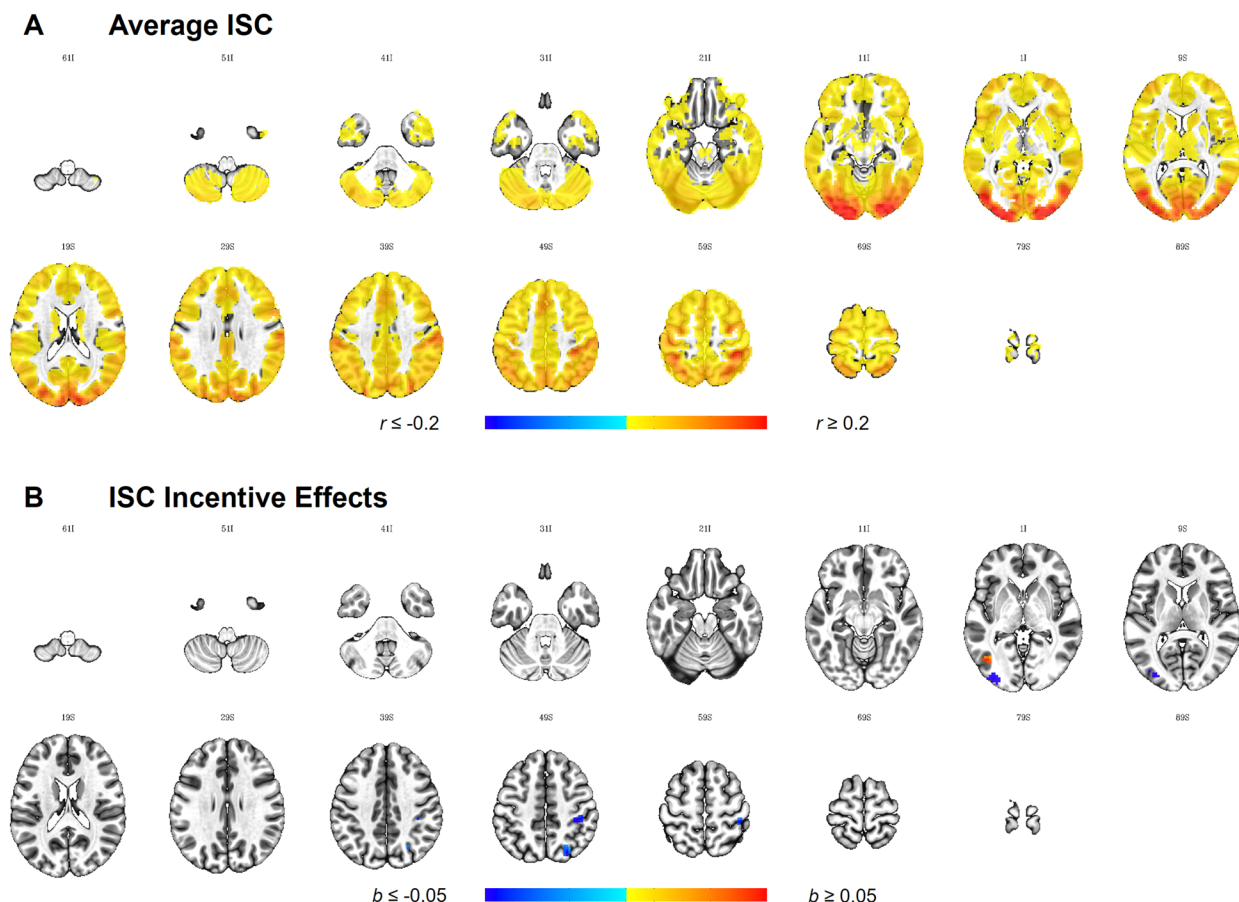 A Average ISC
61I 51I 41I 31I 21I 11I 1I 9S
19S 29S 39S 49S 59S 69S 79S 89S
r ≤ -0.2 r ≥ 0.2
B ISC Incentive Effects
61I 51I 41I 31I 21I 11I 1I 9S
19S 29S 39S 49S 59S 69S 79S 89S
b ≤ -0.05 b ≥ 0.05